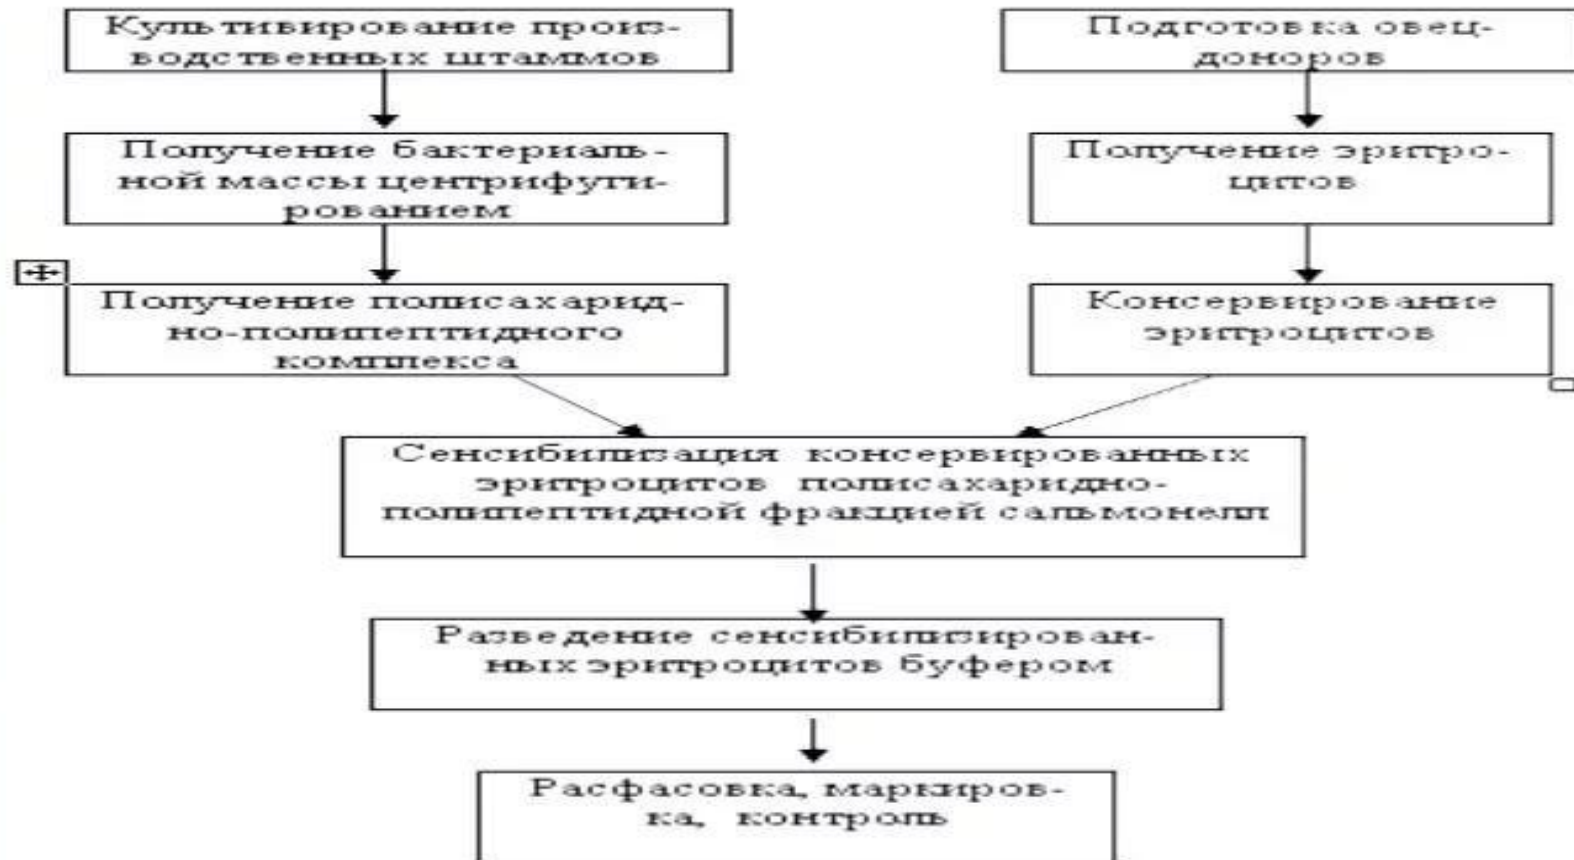 Культивирование произ-
водственных штаммов
Получение бактериаль-
ной массы центрифуги-
рованием
Получение полисахарид-
но-полипептидного
комплекса
Подготовка овец-
доноров
Получение эритро-
цитов
Консервирование
эритроцитов
Сенсибилизация консервированных
эритроцитов полисахаридно-
полипептидной фракцией сальмонелл
Разведение сенсибилизирован-
ных эритроцитов буфером
Расфасовка, маркиров-
ка, контроль